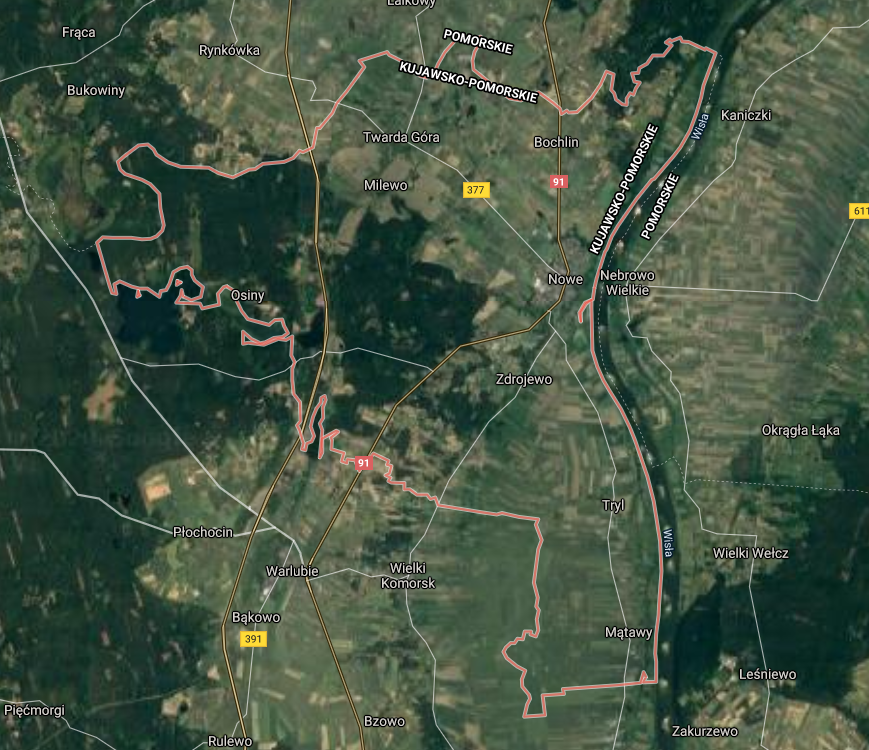 Lalkowy
Frąca
POMORSKIE
Rynkówka
KUJAWSKO-POMORSKIE
Bukowiny
Kaniczki
Wisła
Twarda Góra
Bochlin
KUJAWSKO-POMORSKIE
POMORSKIE
91
Milewo
377
611
Nowe
Nebrowo
Wielkie
Osiny
Zdrojewo
Okrągła Łąka
91
Tryl
Płochocin
Wisła
Wielki Wełcz
Warlubie
Wielki
Komorsk
Bąkowo
Mątawy
391
Leśniewo
Pięćmorgi
Bzowo
Zakurzewo
Rulewo